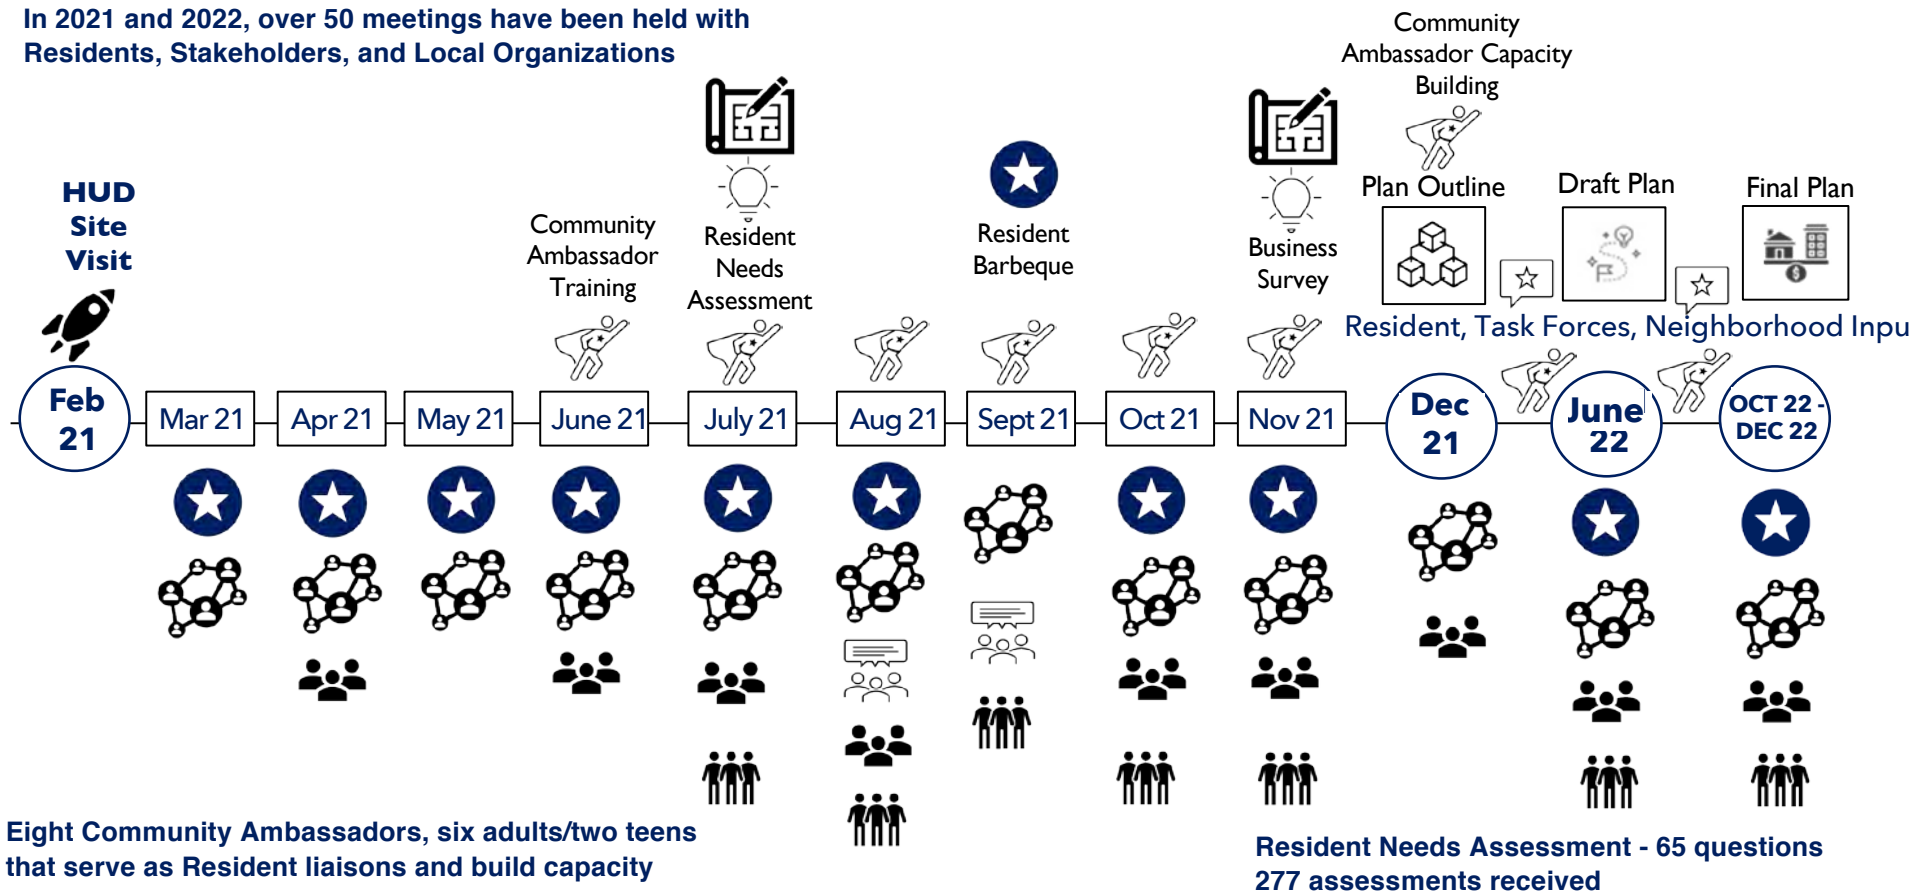 In 2021 and 2022, over 50 meetings have been held with
Residents, Stakeholders, and Local Organizations
HUD
Site
Visit
Community
Ambassador
Training
Resident
Needs
Assessment
Resident
Barbeque
Business
Survey
Community
Ambassador Capacity
Building
Plan Outline
Draft Plan
Final Plan
Resident, Task Forces, Neighborhood Inpu
Feb
21
Mar 21
Apr 21
May 21
June 21
July 21
Aug 21
Sept 21
Oct 21
Nov 21
Dec
21
June
22
OCT 22 -
DEC 22
Eight Community Ambassadors, six adults/two teens
that serve as Resident liaisons and build capacity
Resident Needs Assessment - 65 questions
277 assessments received